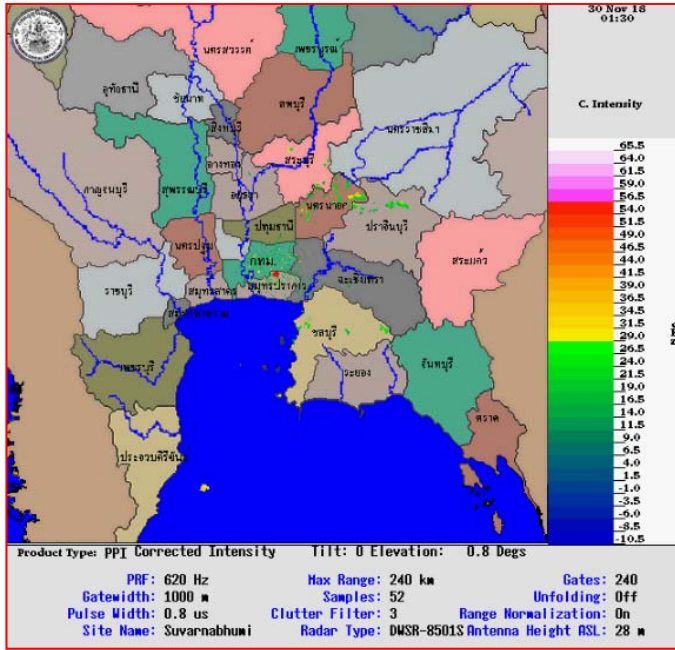 30 Nov 18
01:30
C. Intensity
นครสวรรค์
เพชรบูรณ์
อุทัยธานี
ชัยนาท
ลพบุรี
สิงห์บุรี
นครราชสีมา
อ่างทอง
สระบุรี
กาญจนบุรี
สุพรรณบุรี
อยุธยา
นครนายก
ปราจีนบุรี
ปทุมธานี
นครปฐม
กทม.
สระแก้ว
ราชบุรี
สมุทรสาคร
สมุทรปราการ
ฉะเชิงเทรา
ชลบุรี
เพชรบุรี
ระยอง
จันทบุรี
ตราด
ประจวบคีรีขันธ์
65.5
64.0
61.5
59.0
56.5
54.0
51.5
49.0
46.5
44.0
41.5
39.0
36.5
34.0
31.5
29.0
26.5
24.0
21.5
19.0
16.5
14.0
11.5
9.0
6.5
4.0
1.5
-1.0
-3.5
-6.0
-8.5
-10.5
Product Type: PPI Corrected Intensity Tilt: 0 Elevation: 0.8 Degs
PRF: 620 Hz Max Range: 240 km Gates: 240
Gatewidth: 1000 m Samples: 52 Unfolding: Off
Pulse Width: 0.8 us Clutter Filter: 3 Range Normalization: On
Site Name: Suvarnabhumi Radar Type: DWSR-8501S Antenna Height ASL: 28 m